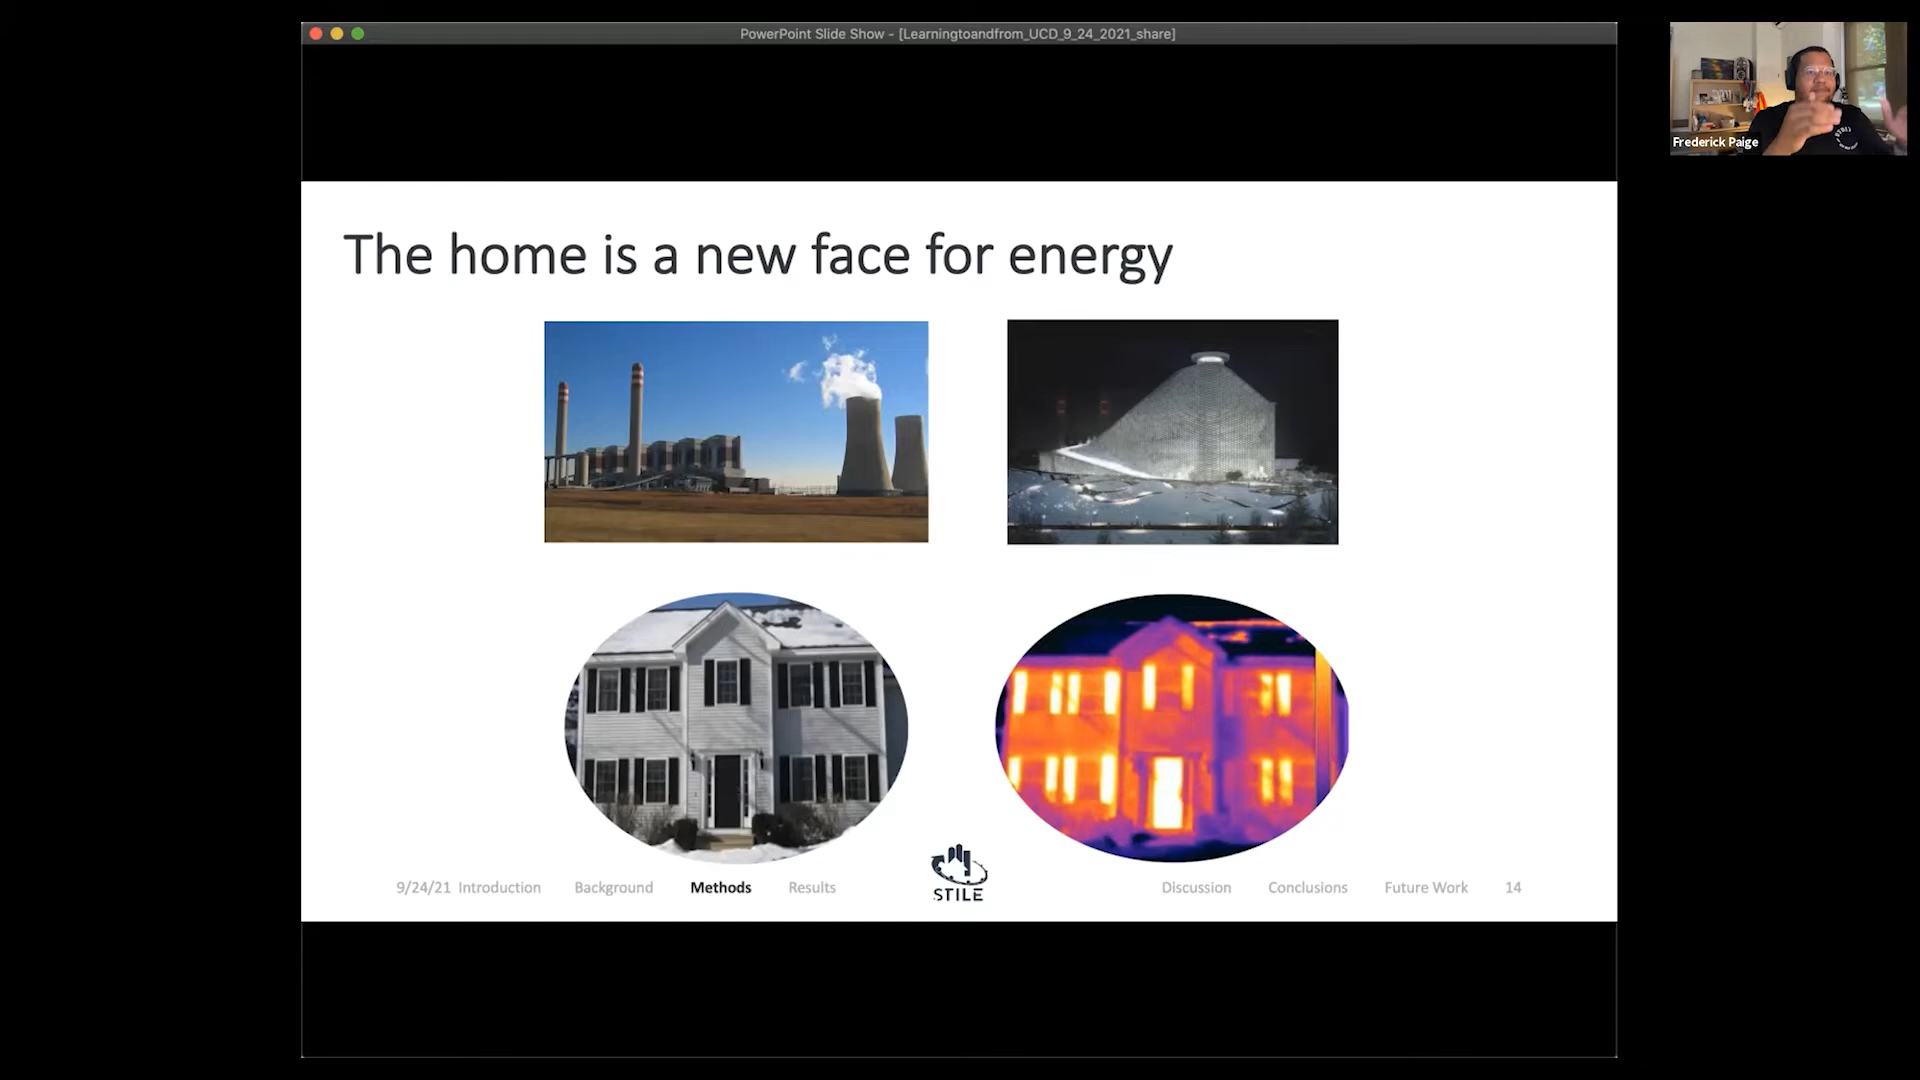 PowerPoint Slide Show - [Learningtoandfrom_UCD_9_24_2021_share]
Frederick Paige
The home is a new face for energy
STILE
9/24/21 Introduction Background Methods Results Discussion Conclusions Future Work 14